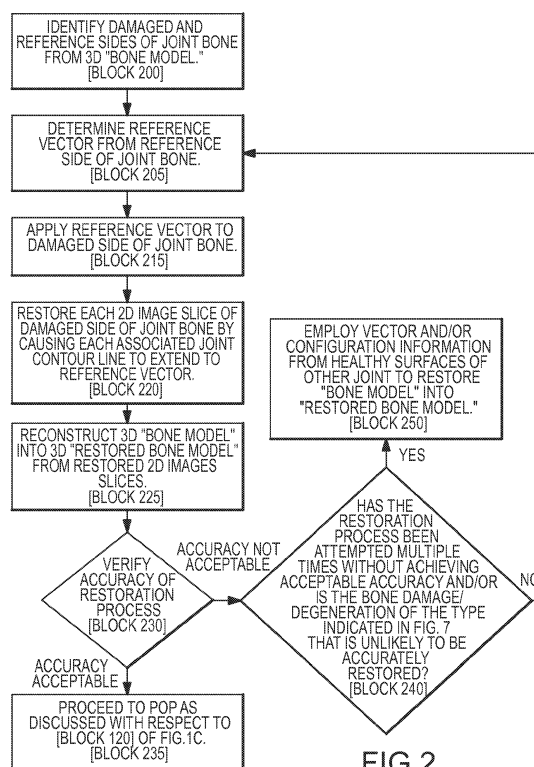 IDENTIFY DAMAGED AND
REFERENCE SIDES OF JOINT BONE
FROM 3D "BONE MODEL."
[BLOCK 200]
DETERMINE REFERENCE
VECTOR FROM REFERENCE
SIDE OF JOINT BONE.
[BLOCK 205]
APPLY REFERENCE VECTOR TO
DAMAGED SIDE OF JOINT BONE.
[BLOCK 215]
RESTORE EACH 2D IMAGE SLICE OF
DAMAGED SIDE OF JOINT BONE BY
CAUSING EACH ASSOCIATED JOINT
CONTOUR LINE TO EXTEND TO
REFERENCE VECTOR.
[BLOCK 220]
RECONSTRUCT 3D "BONE MODEL"
INTO 3D "RESTORED BONE MODEL"
FROM RESTORED 2D IMAGES
SLICES.
[BLOCK 225]
VERIFY
ACCURACY OF
RESTORATION
PROCESS
[BLOCK 230]
ACCURACY
ACCEPTABLE
PROCEED TO POP AS
DISCUSSED WITH RESPECT TO
[BLOCK 120] OF FIG.1C.
[BLOCK 235]
ACCURACY NOT
ACCEPTABLE
EMPLOY VECTOR AND/OR
CONFIGURATION INFORMATION
FROM HEALTHY SURFACES OF
OTHER JOINT TO RESTORE
"BONE MODEL" INTO
"RESTORED BONE MODEL."
[BLOCK 250]
YES
HAS THE
RESTORATION
PROCESS BEEN
ATTEMPTED MULTIPLE
TIMES WITHOUT ACHIEVING
ACCEPTABLE ACCURACY AND/OR
IS THE BONE DAMAGE/
DEGENERATION OF THE TYPE
INDICATED IN FIG. 7
THAT IS UNLIKELY TO BE
ACCURATELY
RESTORED?
[BLOCK 240]
NO
FIG.2